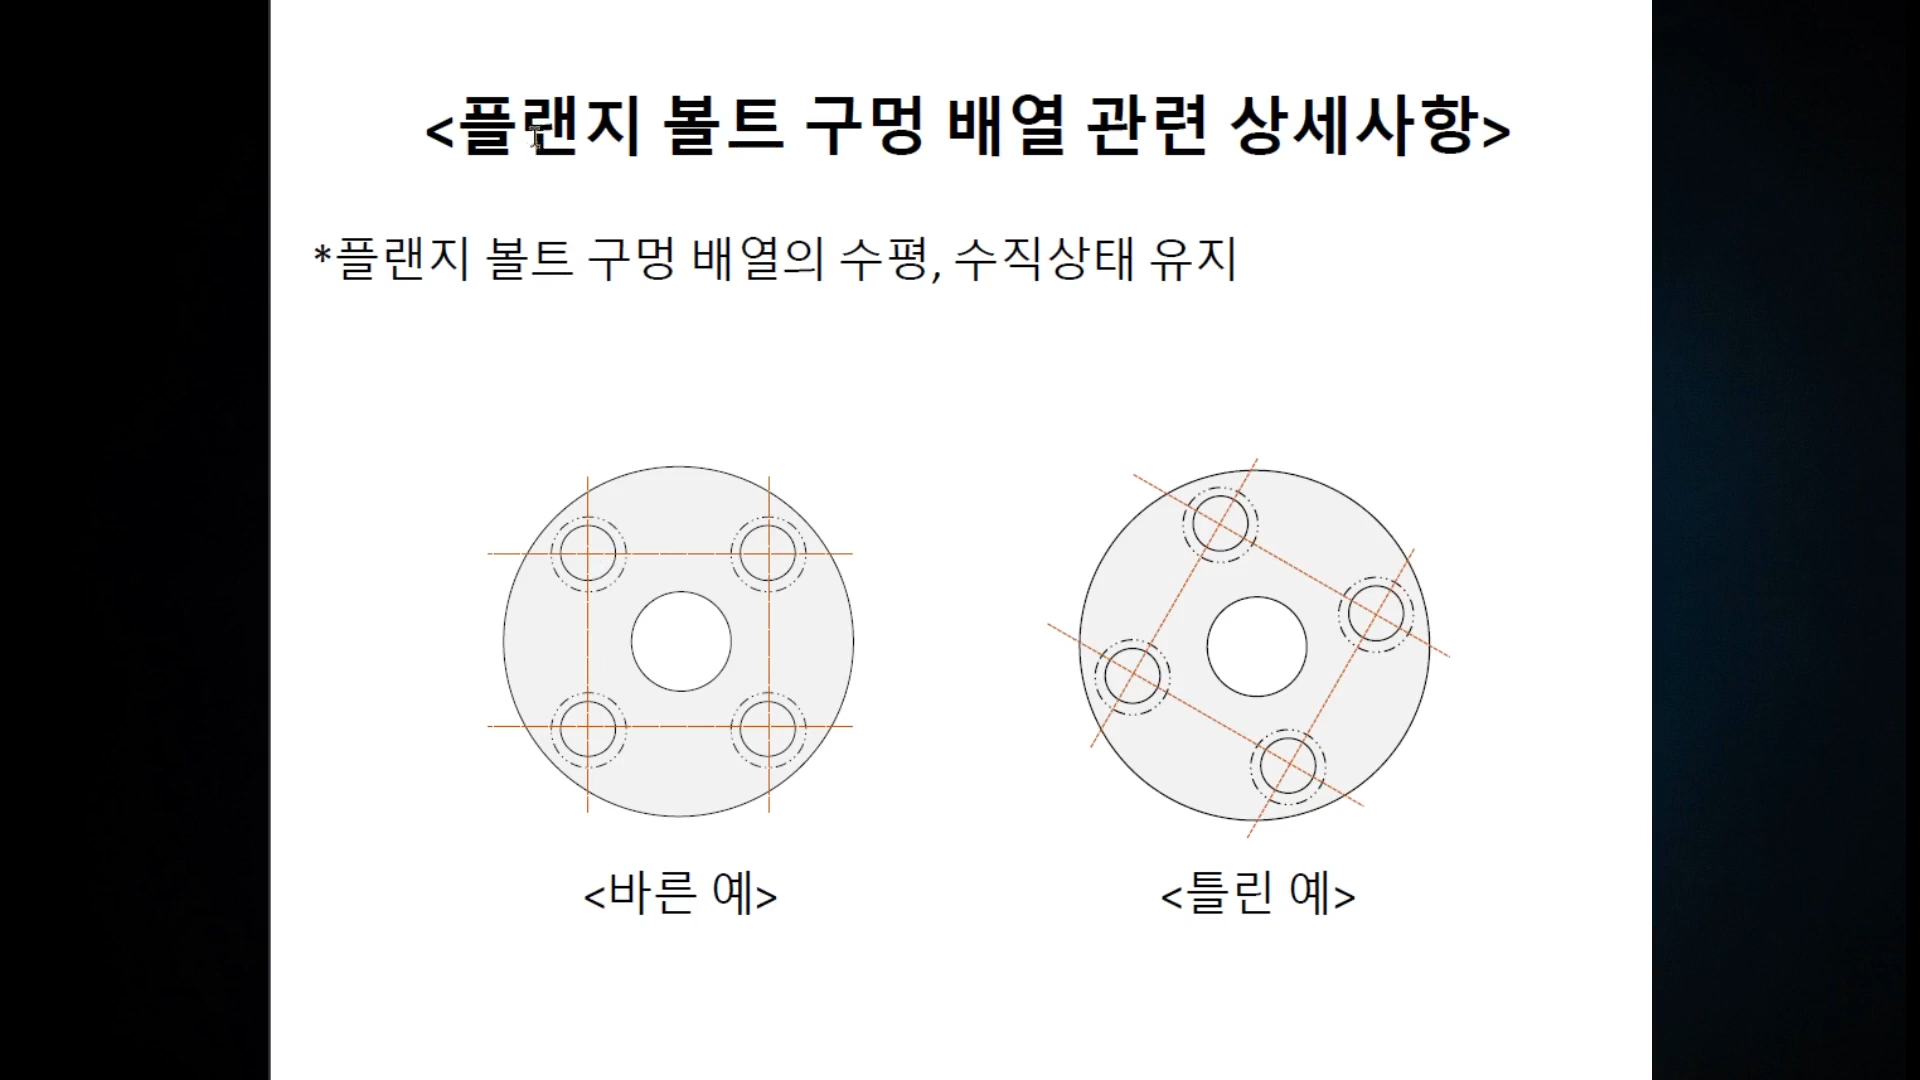 <플랜지 볼트 구멍 배열 관련 상세사항>
*플랜지 볼트 구멍 배열의 수평, 수직상태 유지
<바른 예>
<틀린 예>